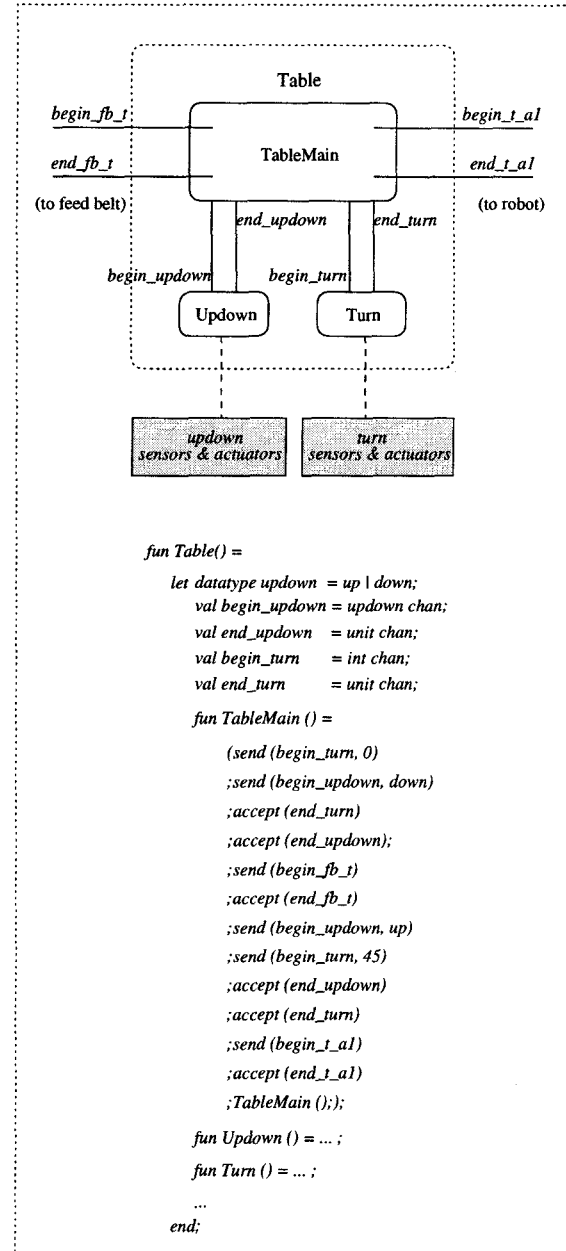 Table
begin_fb_t
begin_t_a1
TableMain
end_fb_t
end_t_a1
(to feed belt)
(to robot)
end_updown
end_turn
begin_updown
begin_turn
Updown
Turn
updown
sensors & actuators
turn
sensors & actuators
fun Table() =
let datatype updown = up | down;
val begin_updown = updown chan;
val end_updown = unit chan;
val begin_turn = int chan;
val end_turn = unit chan;
fun TableMain () =
(send (begin_turn, 0)
;send (begin_updown, down)
;accept (end_turn)
;accept (end_updown);
;send (begin_fb_t)
;accept (end_fb_t)
;send (begin_updown, up)
;send (begin_turn, 45)
;accept (end_updown)
;accept (end_turn)
;send (begin_t_a1)
;accept (end_t_a1)
;TableMain (););
fun Updown () = ... ;
fun Turn () = ... ;
...
end;